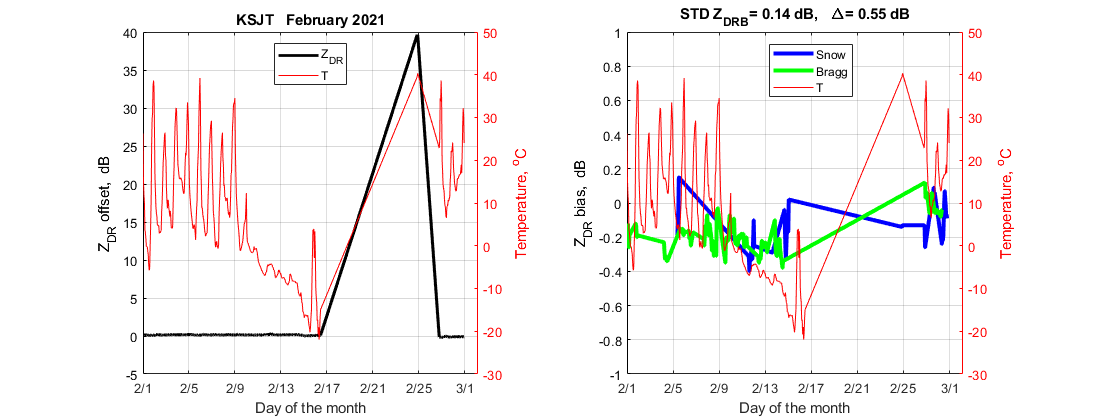 KSJT February 2021
40
35
30
25
20
15
10
5
0
-5
Z_DR offset, dB
Z_DR
T
50
40
30
20
10
0
-10
-20
-30
Temperature, °C
2/1 2/5 2/9 2/13 2/17 2/21 2/25 3/1
Day of the month
STD Z_DRB = 0.14 dB, Δ = 0.55 dB
1
0.8
0.6
0.4
0.2
0
-0.2
-0.4
-0.6
-0.8
-1
Z_DR bias, dB
Snow
Bragg
T
50
40
30
20
10
0
-10
-20
-30
Temperature, °C
2/1 2/5 2/9 2/13 2/17 2/21 2/25 3/1
Day of the month